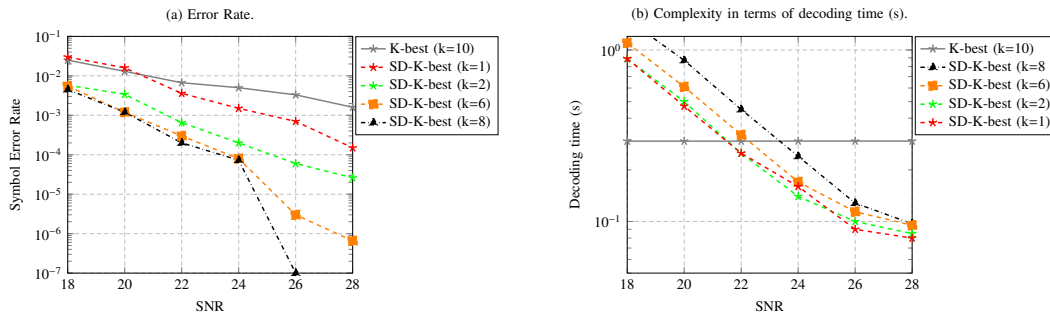 (a) Error Rate.
10^−1
10^−2
10^−3
10^−4
10^−5
10^−6
10^−7
Symbol Error Rate
18 20 22 24 26 28
SNR
K-best (k=10)
SD-K-best (k=1)
SD-K-best (k=2)
SD-K-best (k=6)
SD-K-best (k=8)
(b) Complexity in terms of decoding time (s).
10^0
10^−1
Decoding time (s)
18 20 22 24 26 28
SNR
K-best (k=10)
SD-K-best (k=8
SD-K-best (k=6)
SD-K-best (k=2)
SD-K-best (k=1)